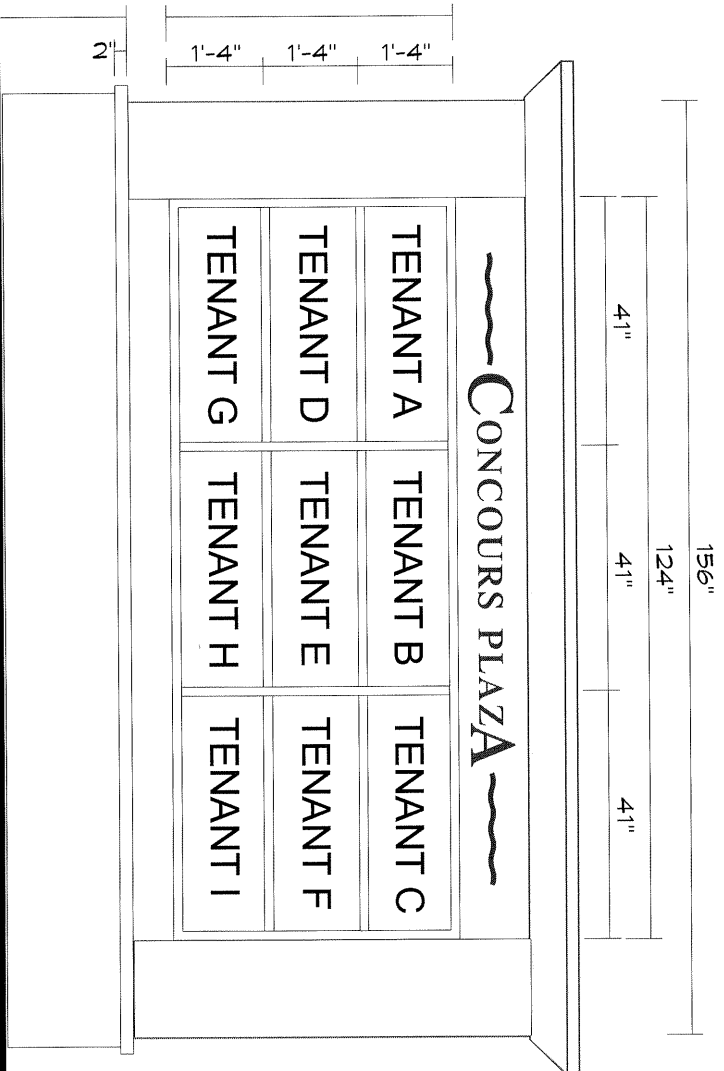 156"
124"
41" 41" 41"
CONCOURS PLAZA
TENANT A TENANT B TENANT C
TENANT D TENANT E TENANT F
TENANT G TENANT H TENANT I
1'-4"
1'-4"
1'-4"
2"